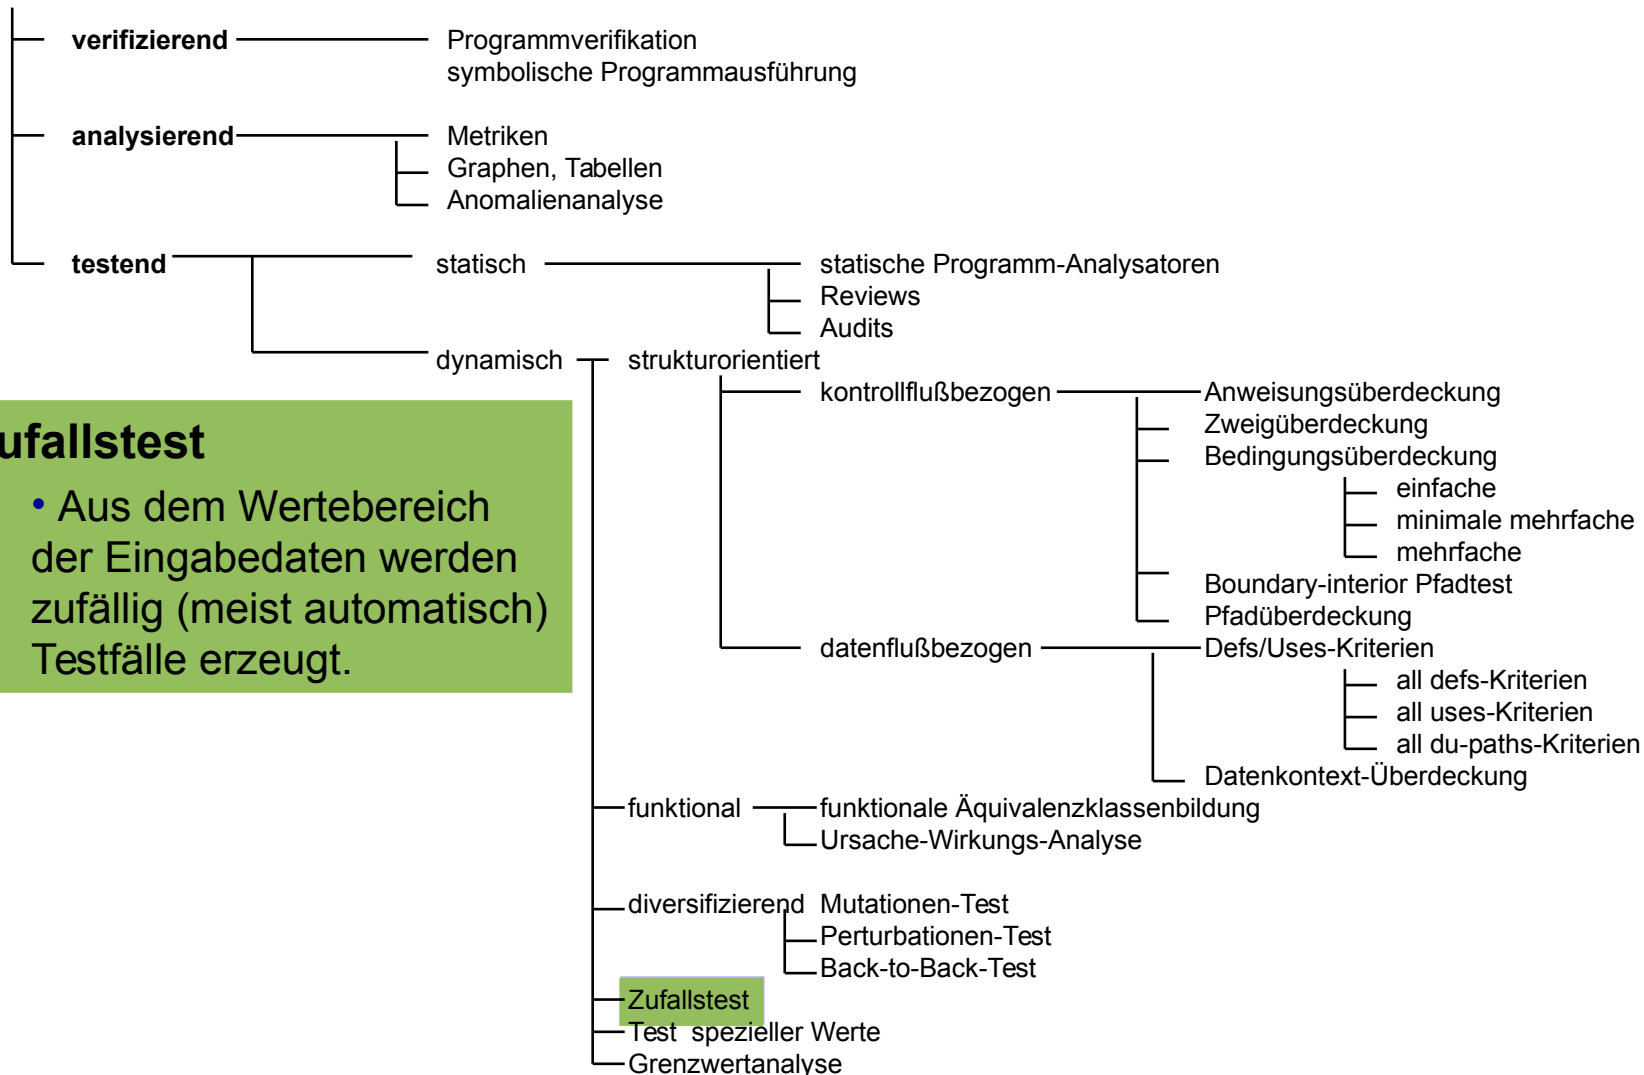 verifizierend
Programmverifikation
symbolische Programmausführung
analysierend
Metriken
Graphen, Tabellen
Anomalienanalyse
testend
statisch
statische Programm-Analysatoren
Reviews
Audits
dynamisch
strukturorientiert
kontrollflußbezogen
Anweisungsüberdeckung
Zweigüberdeckung
Bedingungsüberdeckung
einfache
minimale mehrfache
mehrfache
Boundary-interior Pfadtest
Pfadüberdeckung
datenflußbezogen
Defs/Uses-Kriterien
all defs-Kriterien
all uses-Kriterien
all du-paths-Kriterien
Datenkontext-Überdeckung
ufallstest
• Aus dem Wertebereich
der Eingabedaten werden
zufällig (meist automatisch)
Testfälle erzeugt.
funktional
funktionale Äquivalenzklassenbildung
Ursache-Wirkungs-Analyse
diversifizierend
Mutationen-Test
Perturbationen-Test
Back-to-Back-Test
Zufallstest
Test spezieller Werte
Grenzwertanalyse